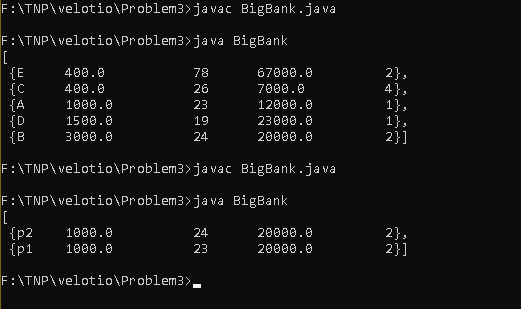 F:\TNP\velotio\Problem3>javac BigBank.java
F:\TNP\velotio\Problem3>java BigBank
[
{E 400.0 78 67000.0 2},
{C 400.0 26 7000.0 4},
{A 1000.0 23 12000.0 1},
{D 1500.0 19 23000.0 1},
{B 3000.0 24 20000.0 2}]
F:\TNP\velotio\Problem3>javac BigBank.java
F:\TNP\velotio\Problem3>java BigBank
[
{p2 1000.0 24 20000.0 2},
{p1 1000.0 23 20000.0 2}]
F:\TNP\velotio\Problem3>